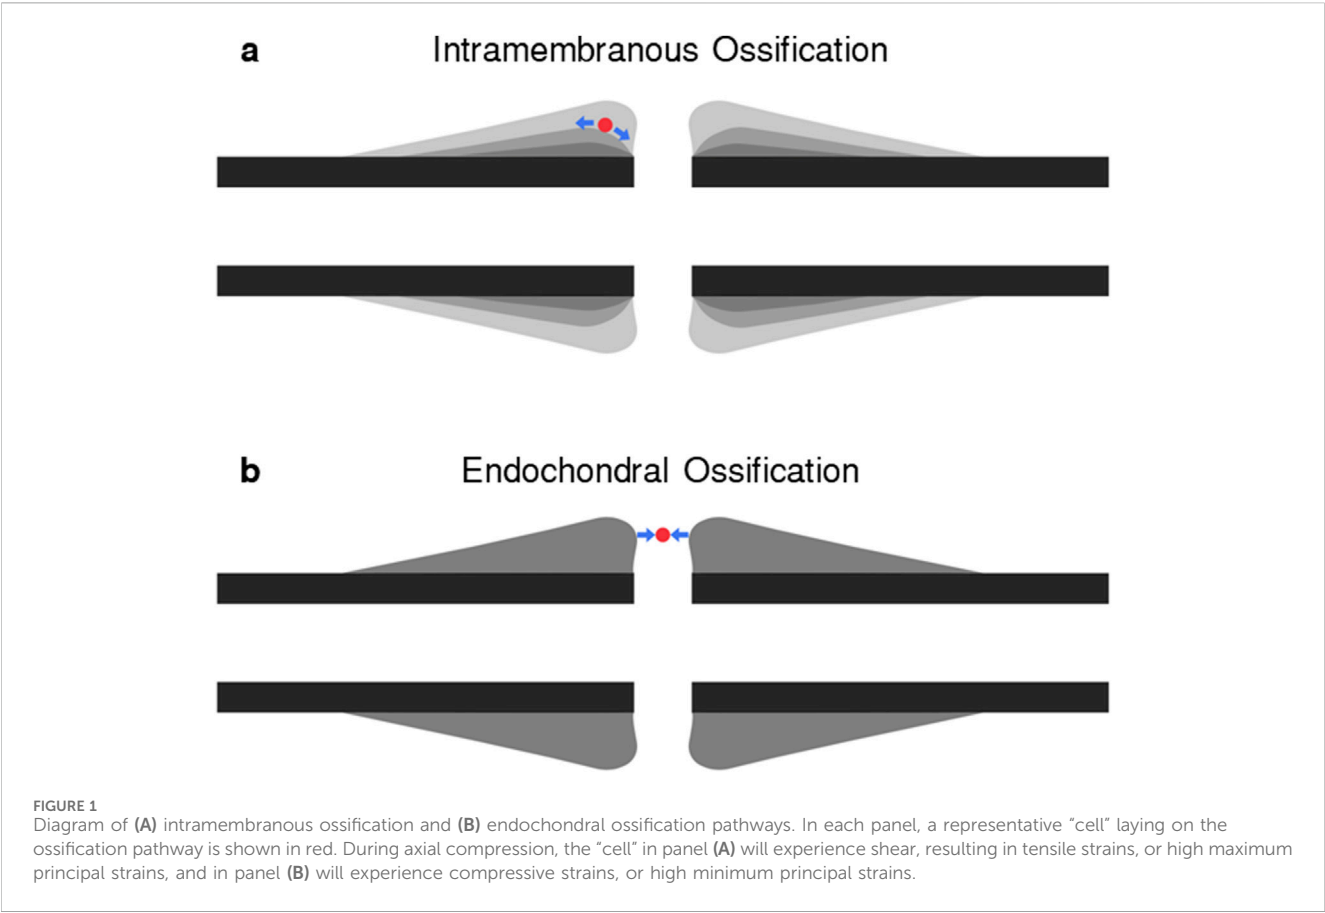 a
Intramembranous Ossification
b
Endochondral Ossification
FIGURE 1
Diagram of (A) intramembranous ossification and (B) endochondral ossification pathways. In each panel, a representative “cell” laying on the
ossification pathway is shown in red. During axial compression, the “cell” in panel (A) will experience shear, resulting in tensile strains, or high maximum
principal strains, and in panel (B) will experience compressive strains, or high minimum principal strains.